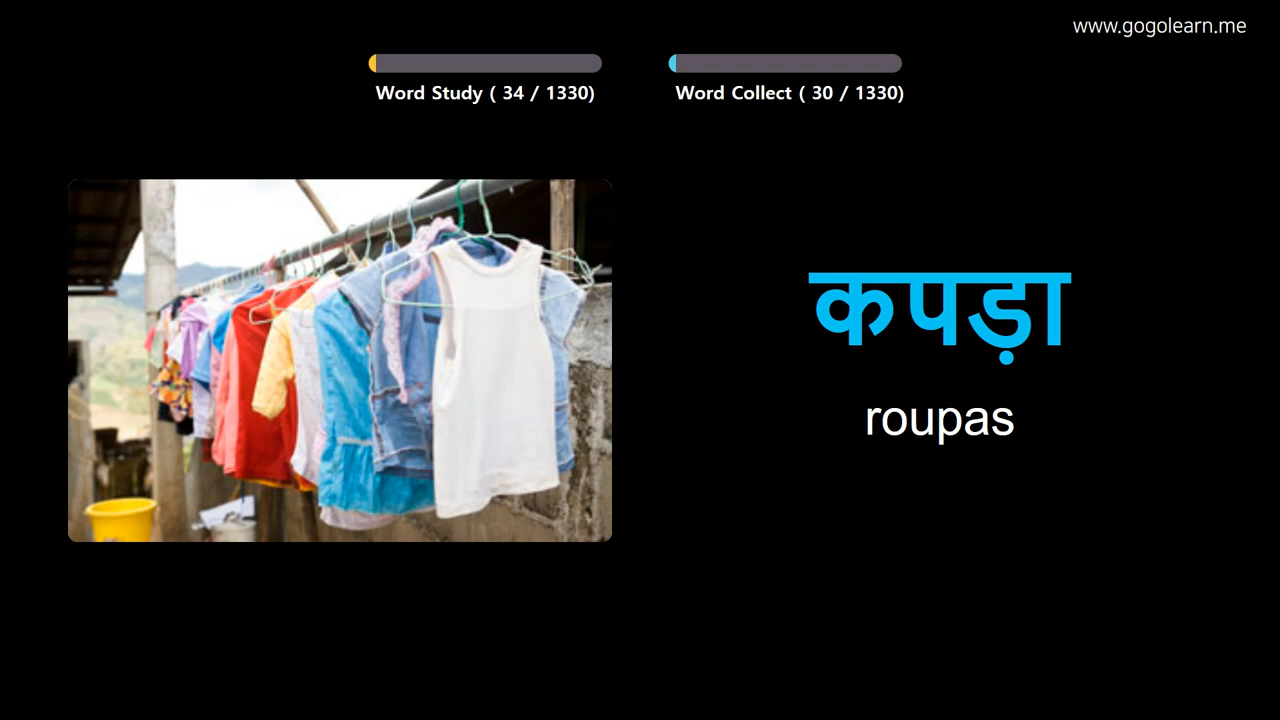 www.gogolearn.me
Word Study ( 34 / 1330)
Word Collect ( 30 / 1330)
कपड़ा
roupas